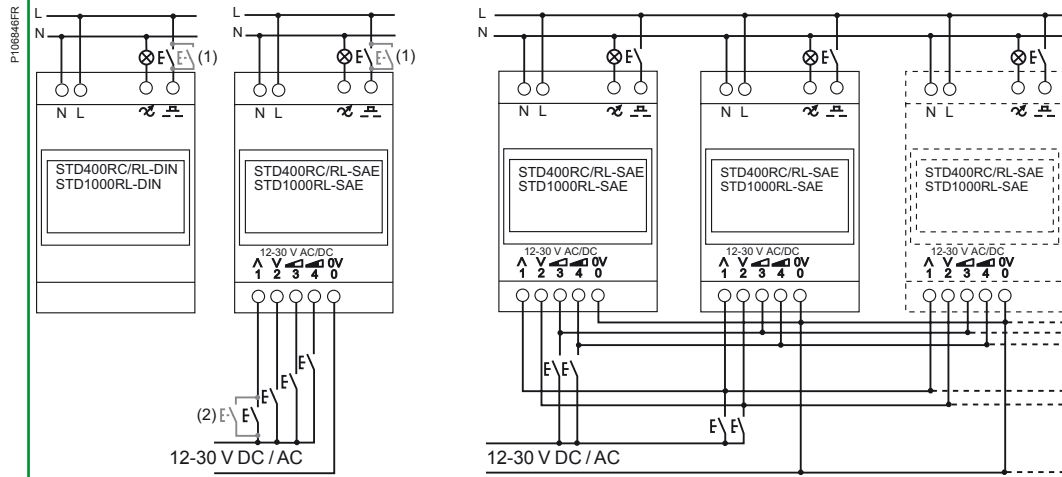 P106846FR
L
N
(1)
N L
STD400RC/RL-DIN
STD1000RL-DIN
L
N
(1)
N L
STD400RC/RL-SAE
STD1000RL-SAE
12-30 V AC/DC
0V
1 2 3 4 0
(2)
12-30 V DC / AC
L
N
N L
STD400RC/RL-SAE
STD1000RL-SAE
12-30 V AC/DC
0V
1 2 3 4 0
N L
STD400RC/RL-SAE
STD1000RL-SAE
12-30 V AC/DC
0V
1 2 3 4 0
N L
STD400RC/RL-SAE
STD1000RL-SAE
12-30 V AC/DC
0V
1 2 3 4 0
12-30 V DC / AC